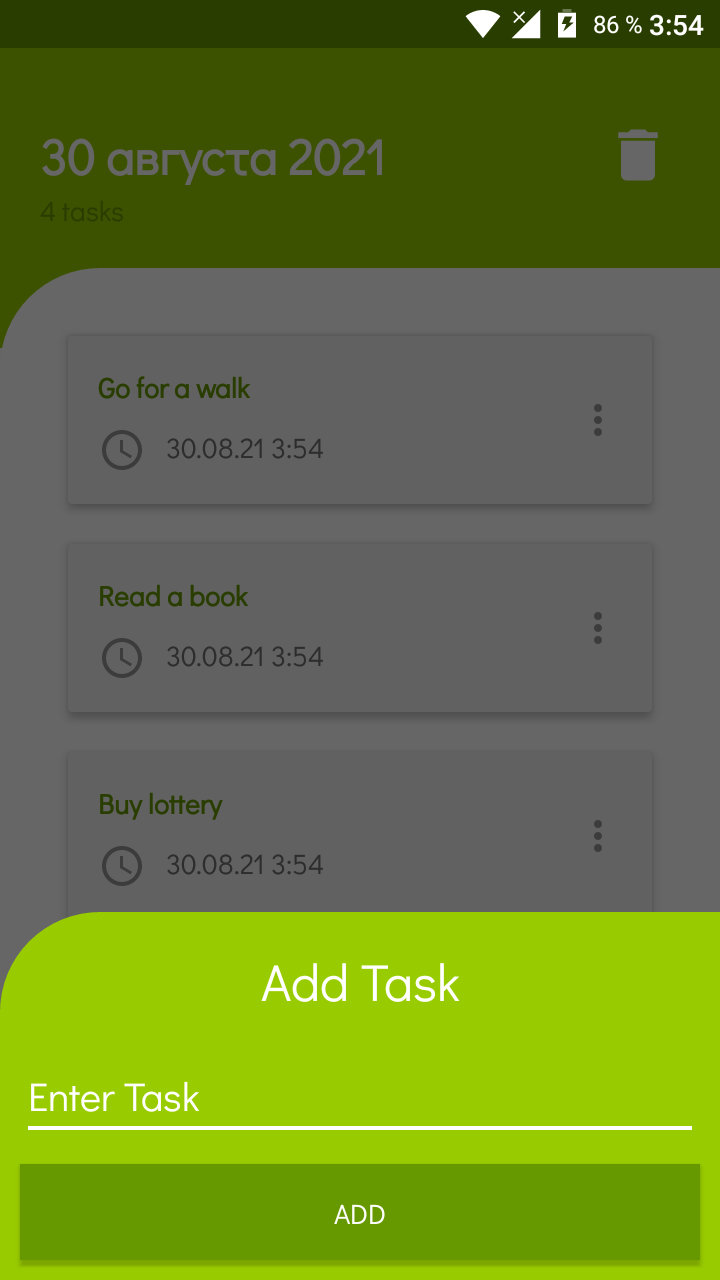 86 % 3:54
30 августа 2021
4 tasks
Go for a walk
30.08.21 3:54
Read a book
30.08.21 3:54
Buy lottery
30.08.21 3:54
Add Task
Enter Task
ADD